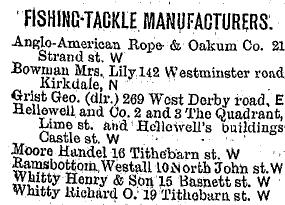 FISHING-TACKLE MANUFACTURERS.
Anglo-American Rope & Oakum Co. 21
Strand st. W
Bowman Mrs. Lily 142 Westminster road
Kirkdale, N
Grist Geo. (dlr.) 269 West Derby road, E
Hellowell and Co. 2 and 3 The Quadrant,
Lime st. and Hellowell's buildings
Castle st. W
Moore Handel 16 Tithebarn st. W
Ramsbottom Westall 10 North John st. W
Whitty Henry & Son 15 Basnett st. W
Whitty Richard O. 19 Tithebarn st. W